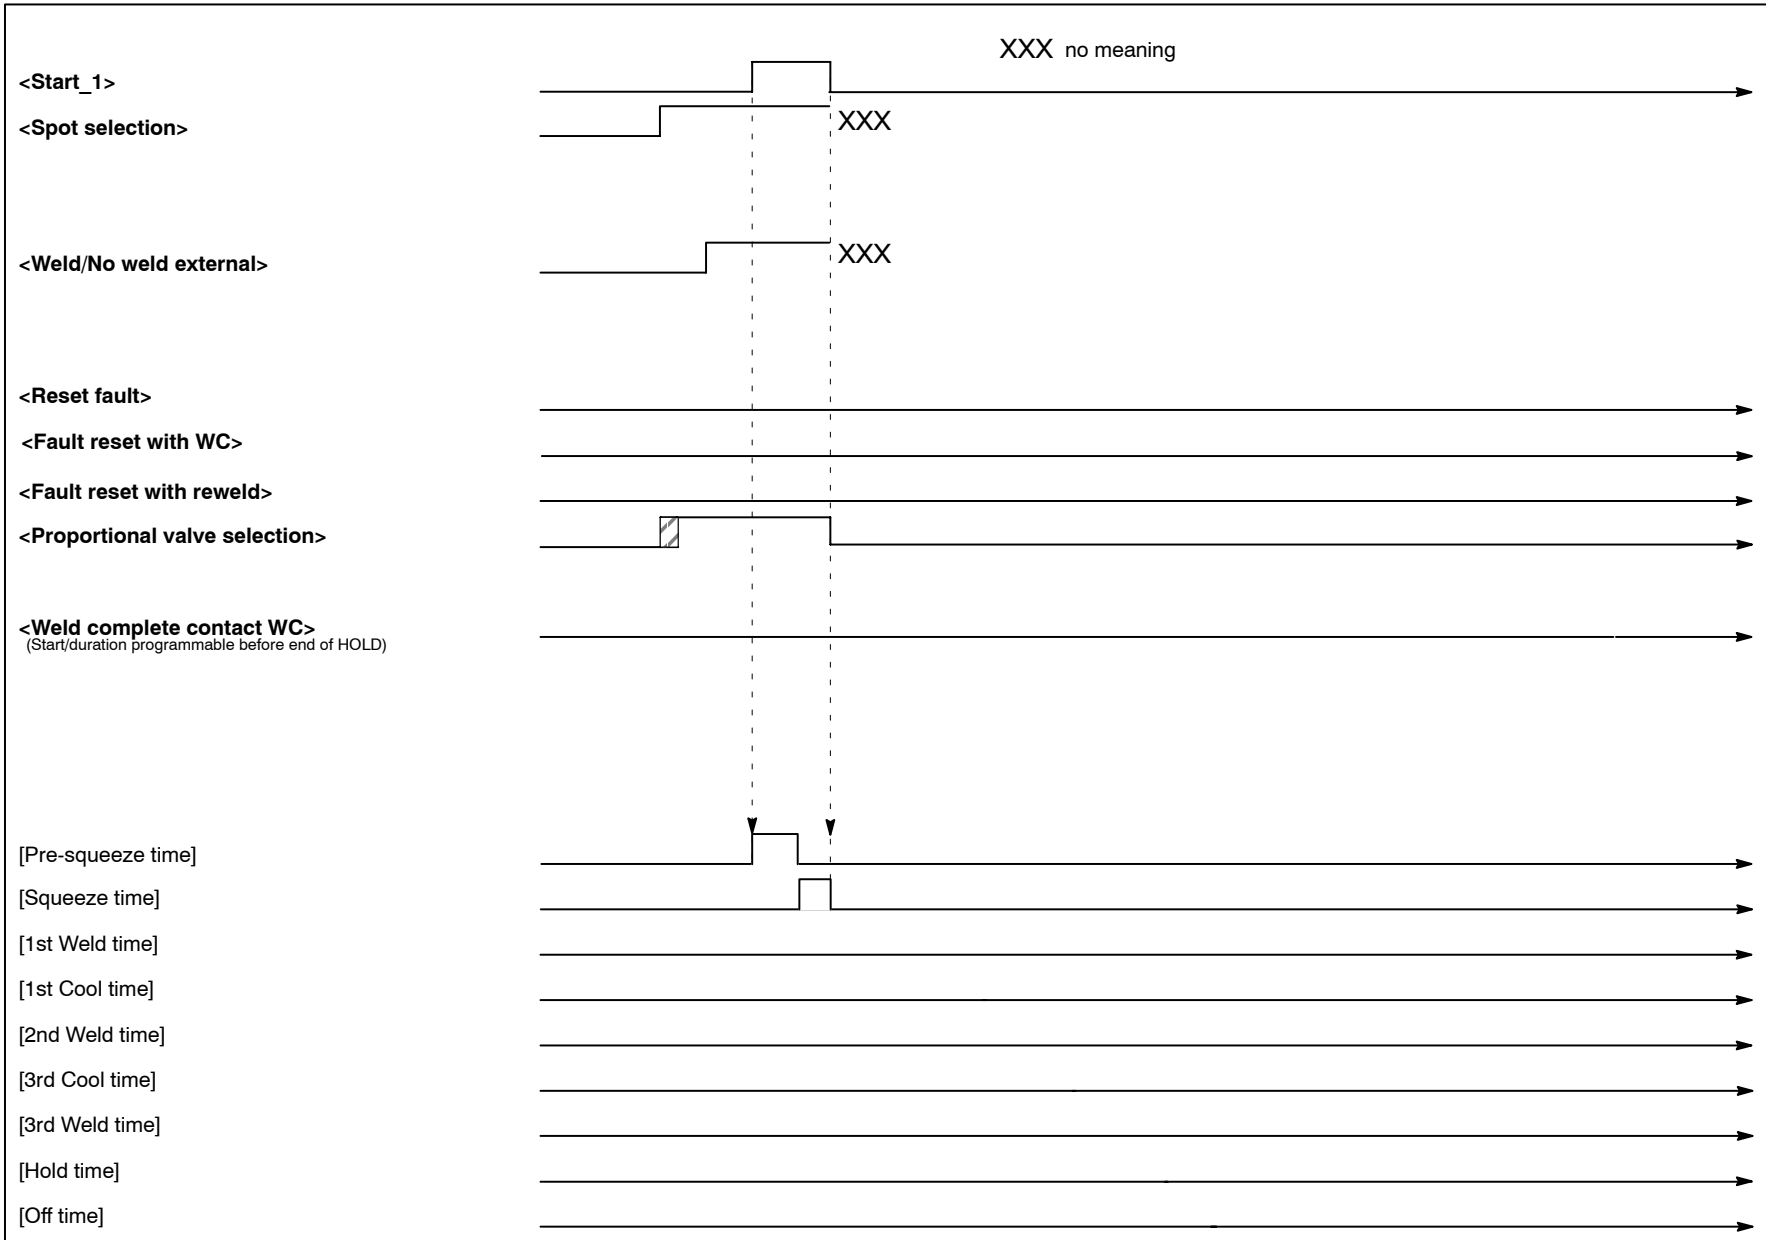 XXX no meaning
<Start_1>
<Spot selection>
XXX
<Weld/No weld external>
XXX
<Reset fault>
<Fault reset with WC>
<Fault reset with reweld>
<Proportional valve selection>
<Weld complete contact WC>
(Start/duration programmable before end of HOLD)
[Pre-squeeze time]
[Squeeze time]
[1st Weld time]
[1st Cool time]
[2nd Weld time]
[3rd Cool time]
[3rd Weld time]
[Hold time]
[Off time]